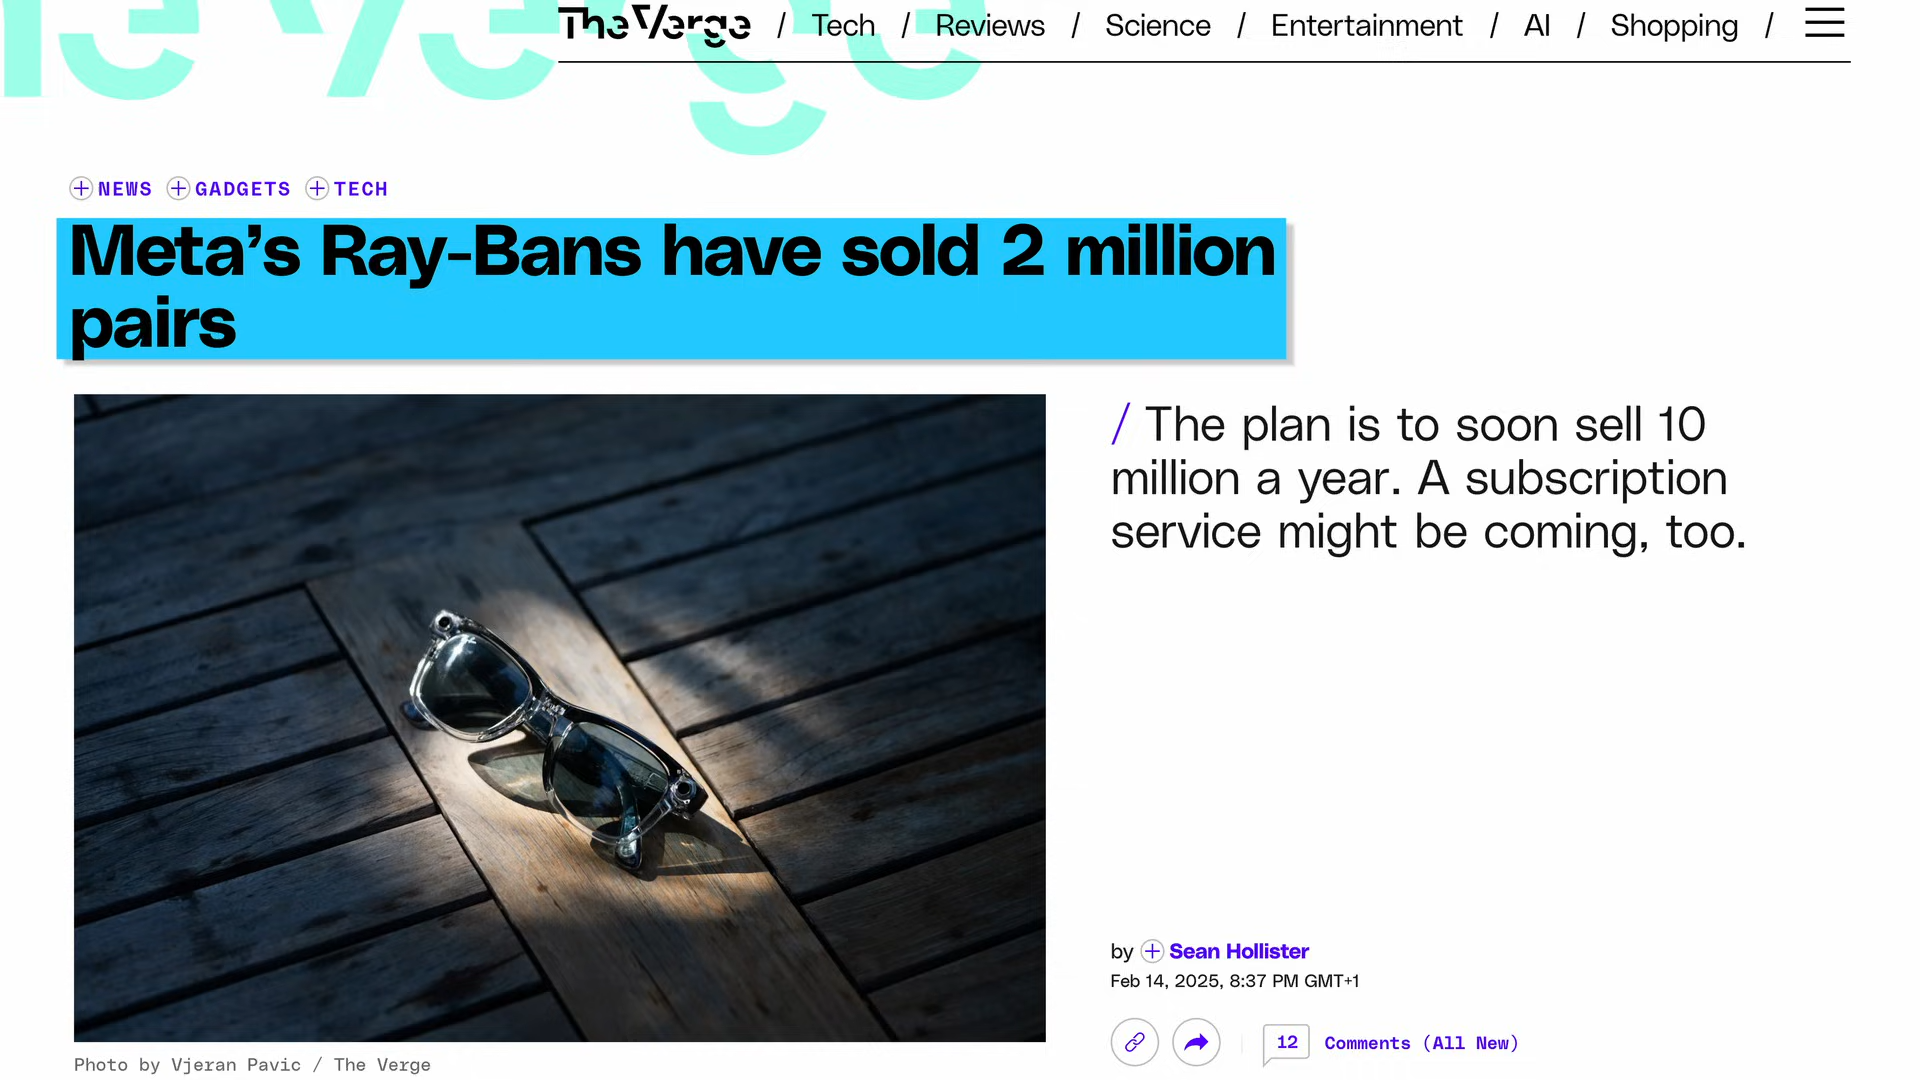 The Verge / Tech / Reviews / Science / Entertainment / AI / Shopping /
The Verge
NEWS GADGETS TECH
Meta’s Ray-Bans have sold 2 million
pairs
/ The plan is to soon sell 10
million a year. A subscription
service might be coming, too.
by Sean Hollister
Feb 14, 2025, 8:37 PM GMT+1
12 Comments (All New)
Photo by Vjeran Pavic / The Verge